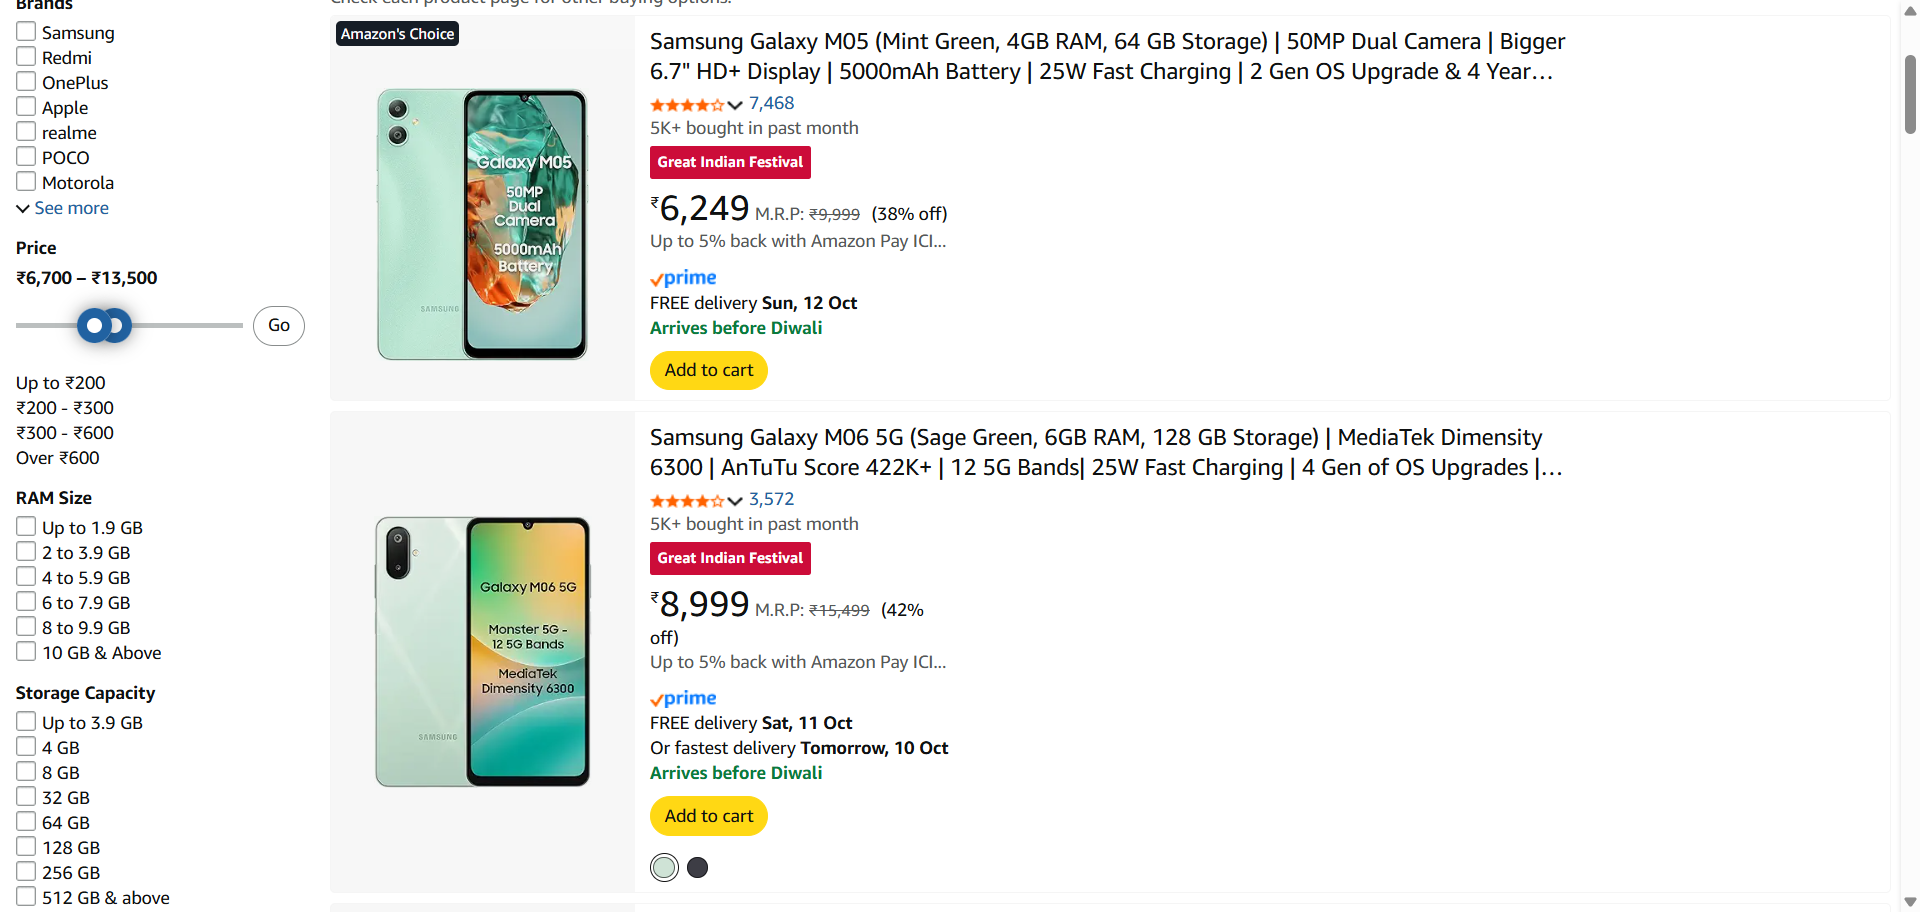 Brands
Samsung
Redmi
OnePlus
Apple
realme
POCO
Motorola
See more
Price
₹6,700 – ₹13,500
Go
Up to ₹200
₹200 - ₹300
₹300 - ₹600
Over ₹600
RAM Size
Up to 1.9 GB
2 to 3.9 GB
4 to 5.9 GB
6 to 7.9 GB
8 to 9.9 GB
10 GB & Above
Storage Capacity
Up to 3.9 GB
4 GB
8 GB
32 GB
64 GB
128 GB
256 GB
512 GB & above
Check each product page for other buying options.
Amazon's Choice
Galaxy M05
50MP
Dual
Camera
5000mAh
Battery
SAMSUNG
Samsung Galaxy M05 (Mint Green, 4GB RAM, 64 GB Storage) | 50MP Dual Camera | Bigger
6.7" HD+ Display | 5000mAh Battery | 25W Fast Charging | 2 Gen OS Upgrade & 4 Year…
7,468
5K+ bought in past month
Great Indian Festival
₹6,249 M.R.P: ₹9,999 (38% off)
Up to 5% back with Amazon Pay ICI…
prime
FREE delivery Sun, 12 Oct
Arrives before Diwali
Add to cart
Galaxy M06 5G
Monster 5G -
12 5G Bands
MediaTek
Dimensity 6300
SAMSUNG
Samsung Galaxy M06 5G (Sage Green, 6GB RAM, 128 GB Storage) | MediaTek Dimensity
6300 | AnTuTu Score 422K+ | 12 5G Bands| 25W Fast Charging | 4 Gen of OS Upgrades |…
3,572
5K+ bought in past month
Great Indian Festival
₹8,999 M.R.P: ₹15,499 (42%
off)
Up to 5% back with Amazon Pay ICI…
prime
FREE delivery Sat, 11 Oct
Or fastest delivery Tomorrow, 10 Oct
Arrives before Diwali
Add to cart